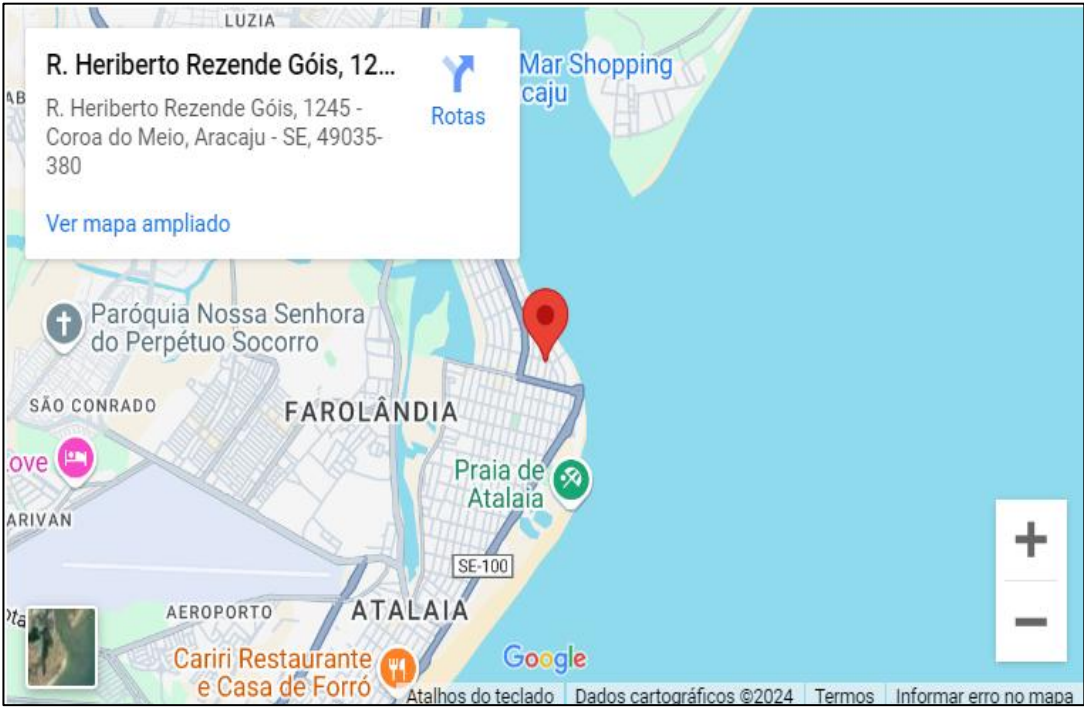 LUZIA
R. Heriberto Rezende Góis, 12...
R. Heriberto Rezende Góis, 1245 -
Coroa do Meio, Aracaju - SE, 49035-
380
Rotas
Ver mapa ampliado
Mar Shopping
caju
AB
Paróquia Nossa Senhora
do Perpétuo Socorro
SÃO CONRADO
FAROLÂNDIA
ove
Praia de
Atalaia
ARIVAN
SE-100
AEROPORTO
ATALAIA
Cariri Restaurante
e Casa de Forró
Google
Atalhos do teclado
Dados cartográficos ©2024
Termos
Informar erro no mapa